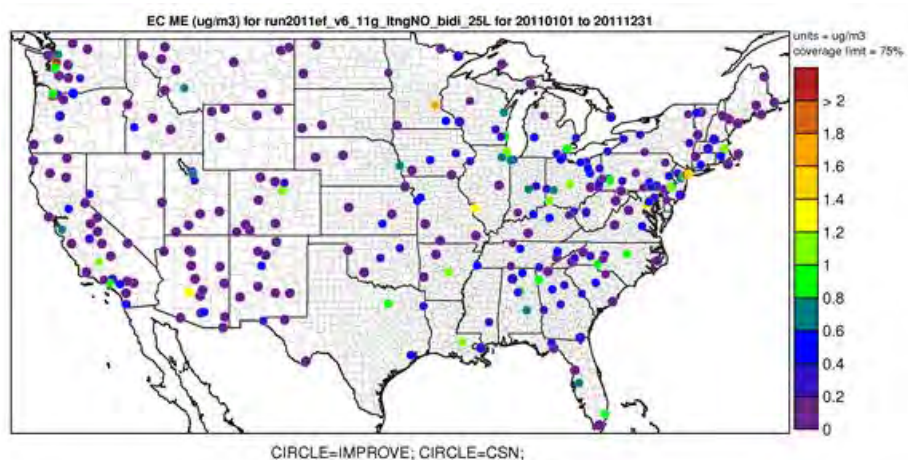 EC ME (ug/m3) for run2011ef_v6_11g_ltngNO_bidi_25L for 20110101 to 20111231
units = ug/m3
coverage limit = 75%
> 2
1.8
1.6
1.4
1.2
1
0.8
0.6
0.4
0.2
0
CIRCLE=IMPROVE; CIRCLE=CSN;